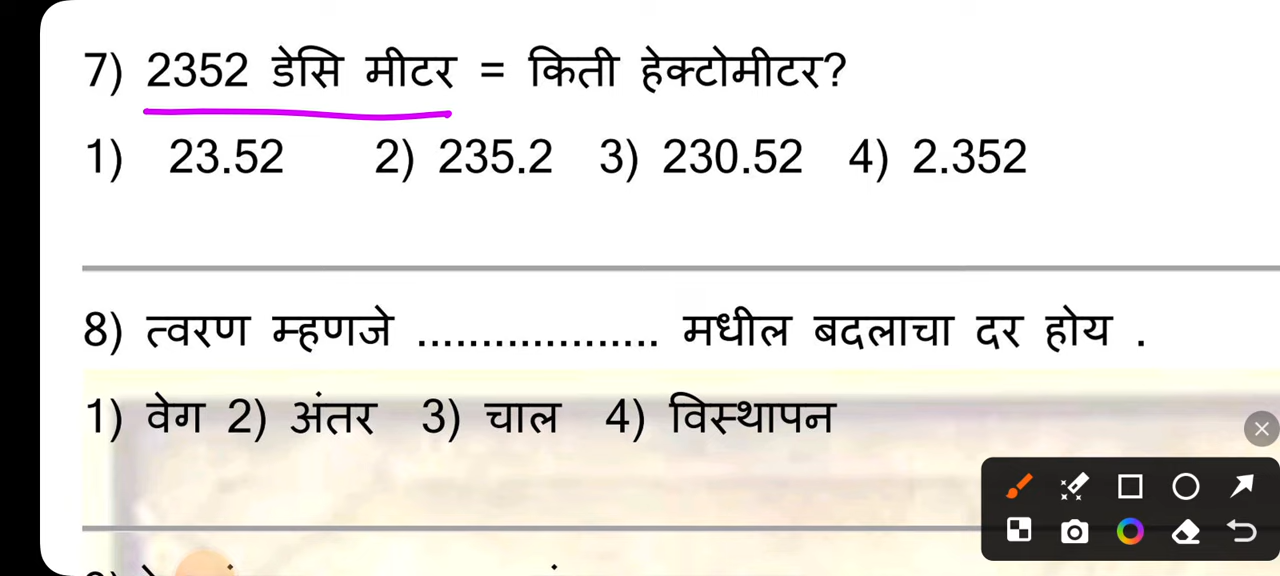 7) 2352 डेसि मीटर = किती हेक्टोमीटर?
1) 23.52 2) 235.2 3) 230.52 4) 2.352
8) त्वरण म्हणजे ................... मधील बदलाचा दर होय .
1) वेग 2) अंतर 3) चाल 4) विस्थापन